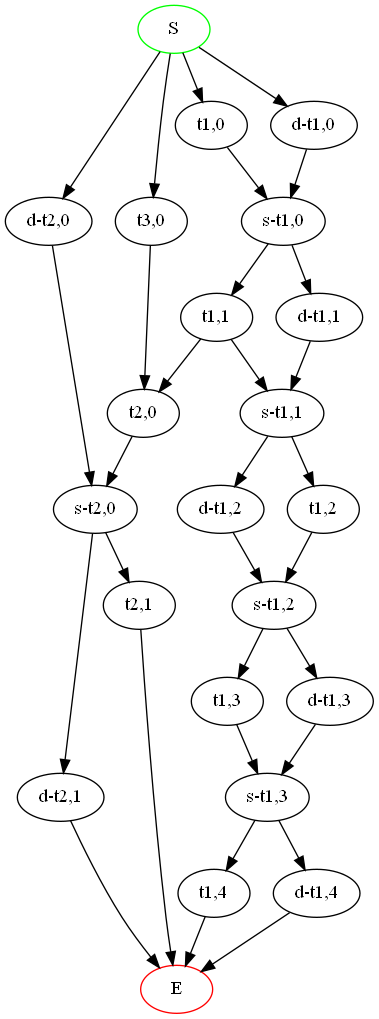 S
t1,0
d-t1,0
d-t2,0
t3,0
s-t1,0
t1,1
d-t1,1
t2,0
s-t1,1
s-t2,0
d-t1,2
t1,2
t2,1
s-t1,2
t1,3
d-t1,3
d-t2,1
s-t1,3
t1,4
d-t1,4
E